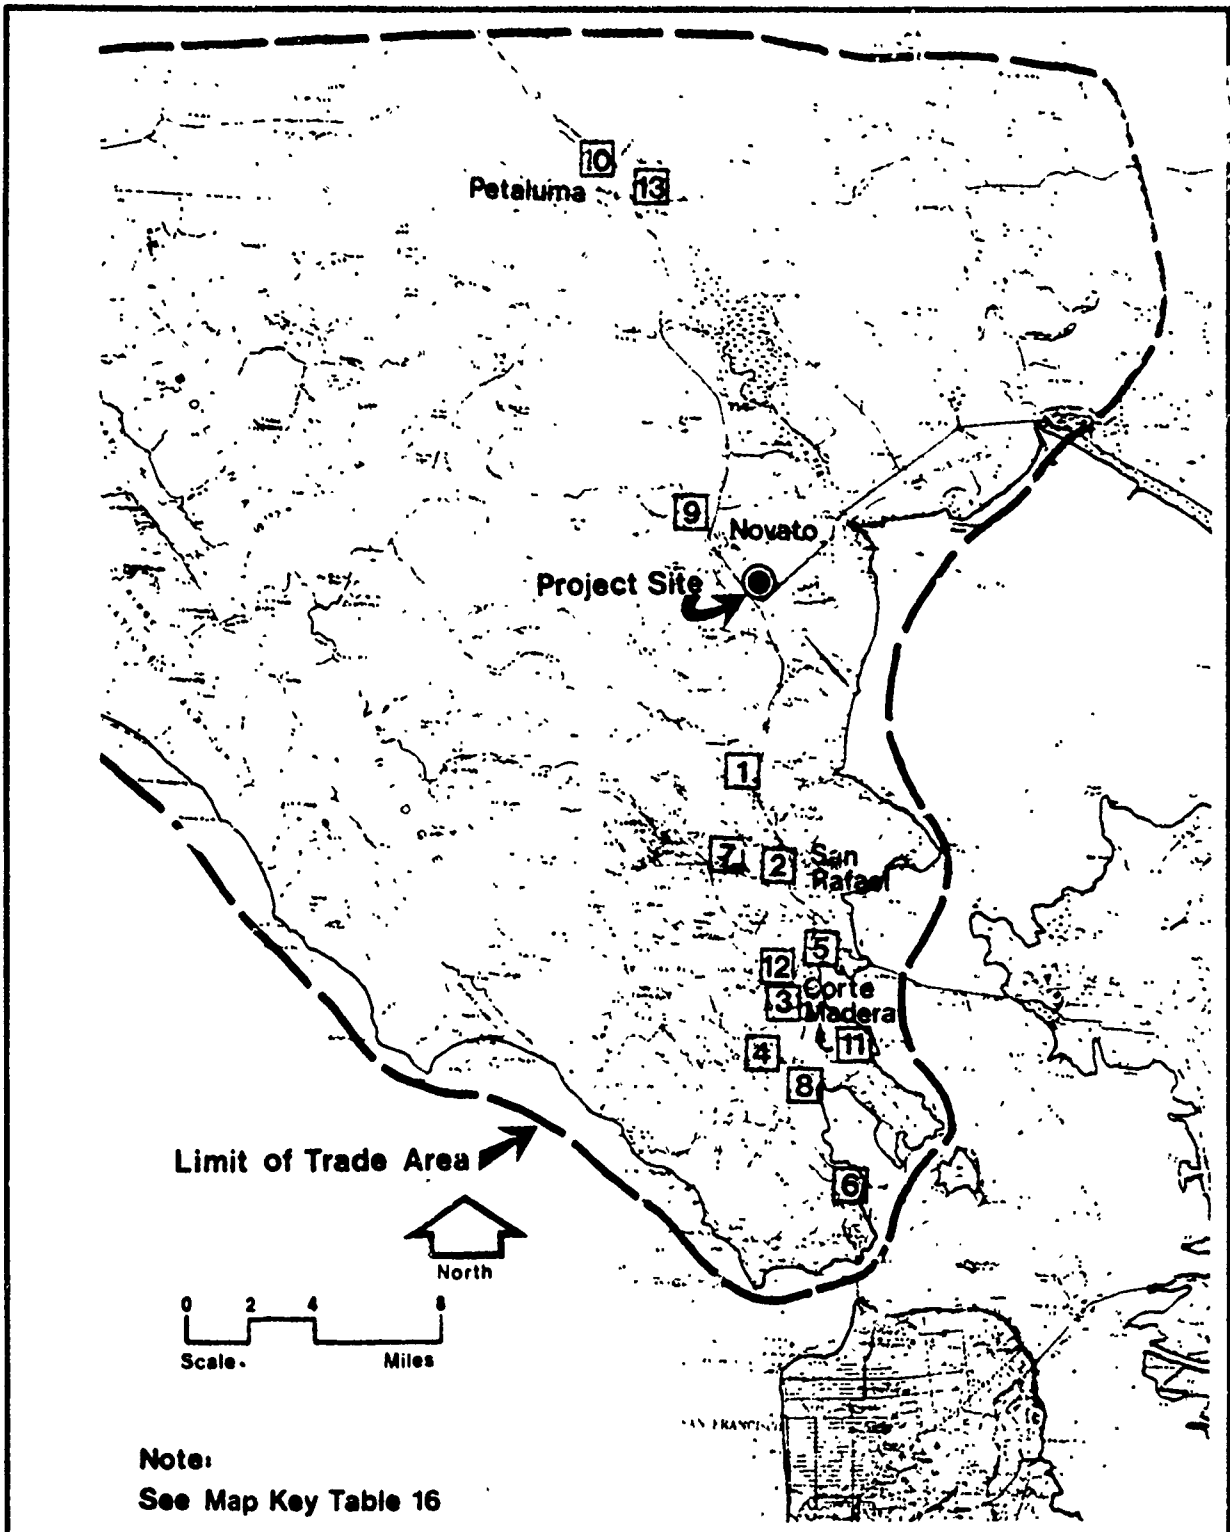 10
Petaluma
13
9
Novato
Project Site
1
7
2
San
Rafael
5
12
Corte
3
Madera
11
4
8
Limit of Trade Area
6
North
0 2 4 8
Scale. Miles
Note:
See Map Key Table 16